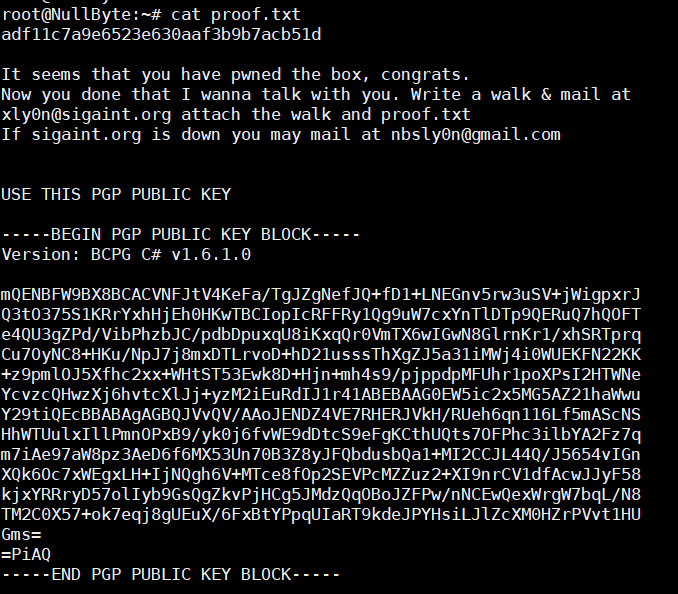 root@NullByte:~# cat proof.txt
adf11c7a9e6523e630aaf3b9b7acb51d
It seems that you have pwned the box, congrats.
Now you done that I wanna talk with you. Write a walk & mail at
xly0n@sigaint.org attach the walk and proof.txt
If sigaint.org is down you may mail at nbsly0n@gmail.com
USE THIS PGP PUBLIC KEY
-----BEGIN PGP PUBLIC KEY BLOCK-----
Version: BCPG C# v1.6.1.0
mQENBFW9BX8BCACVNFJtV4KeFa/TgJZgNefJQ+fD1+LNEGnv5rw3uSV+jWigpxrJ
Q3tO375S1KRrYxhHjEh0HKwTBCIopIcRFFRy1Qg9uW7cxYnTlDTp9QERuQ7hQOFT
e4QU3gZPd/VibPhzbJC/pdbDpuxqU8iKxqQr0VmTX6wIGwN8GlrnKr1/xhSRTprq
Cu7OyNC8+HKu/NpJ7j8mxDTLrvoD+hD21usssThXgZJ5a31iMWj4i0WUEKFN22KK
+z9pmlOJ5Xfhc2xx+WHtST53Ewk8D+Hjn+mh4s9/pjppdpMFUhr1poXPsI2HTWNe
YcvzcQHwzXj6hvtcXlJj+yzM2iEuRdIJ1r41ABEBAAG0EW5ic2x5MG5AZ21haWwu
Y29tiQEcBBABAgAGBQJVvQV/AAoJENDZ4VE7RHERJVkH/RUeh6qn116Lf5mAScNS
HhWTUulxIllPmnOPxB9/yk0j6fvWE9dDtcS9eFgKCthUQts7OFPhc3ilbYA2Fz7q
m7iAe97aW8pz3AeD6f6MX53Un70B3Z8yJFQbdusbQa1+MI2CCJL44Q/J5654vIGn
XQk6Oc7xWEgxLH+IjNQgh6V+MTce8fOp2SEVPcMZZuz2+XI9nrCV1dfAcwJJyF58
kjxYRRryD57olIyb9GsQgZkvPjHCg5JMdzQqOBoJZFPw/nNCEwQexWrgW7bqL/N8
TM2C0X57+ok7eqj8gUEuX/6FxBtYPpqUIaRT9kdeJPYHsiLJlZcXM0HZrPVvt1HU
Gms=
=PiAQ
-----END PGP PUBLIC KEY BLOCK-----